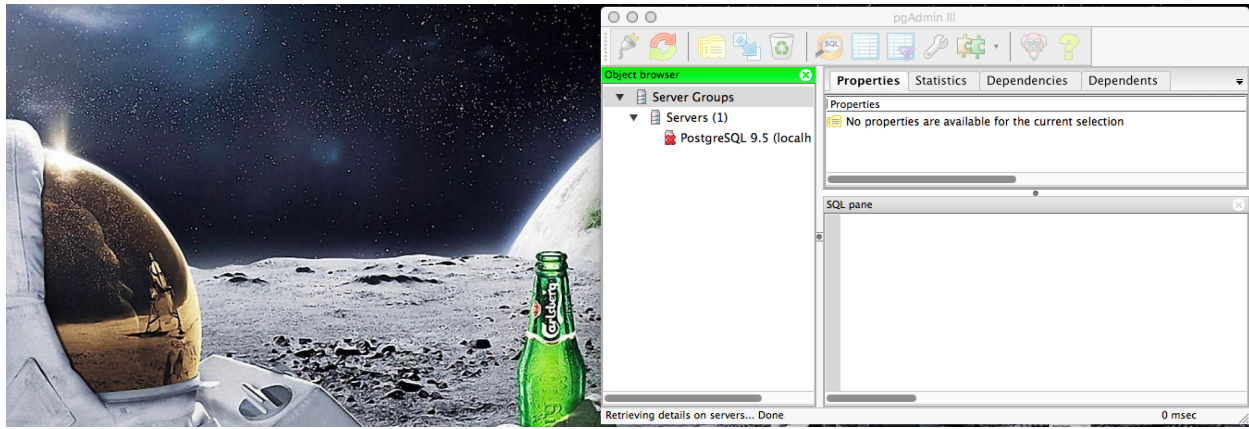 pgAdmin III
SQL
Object browser
Properties Statistics Dependencies Dependents
Server Groups
Servers (1)
PostgreSQL 9.5 (localh
Properties
No properties are available for the current selection
SQL pane
Carlsberg
Retrieving details on servers... Done
0 msec